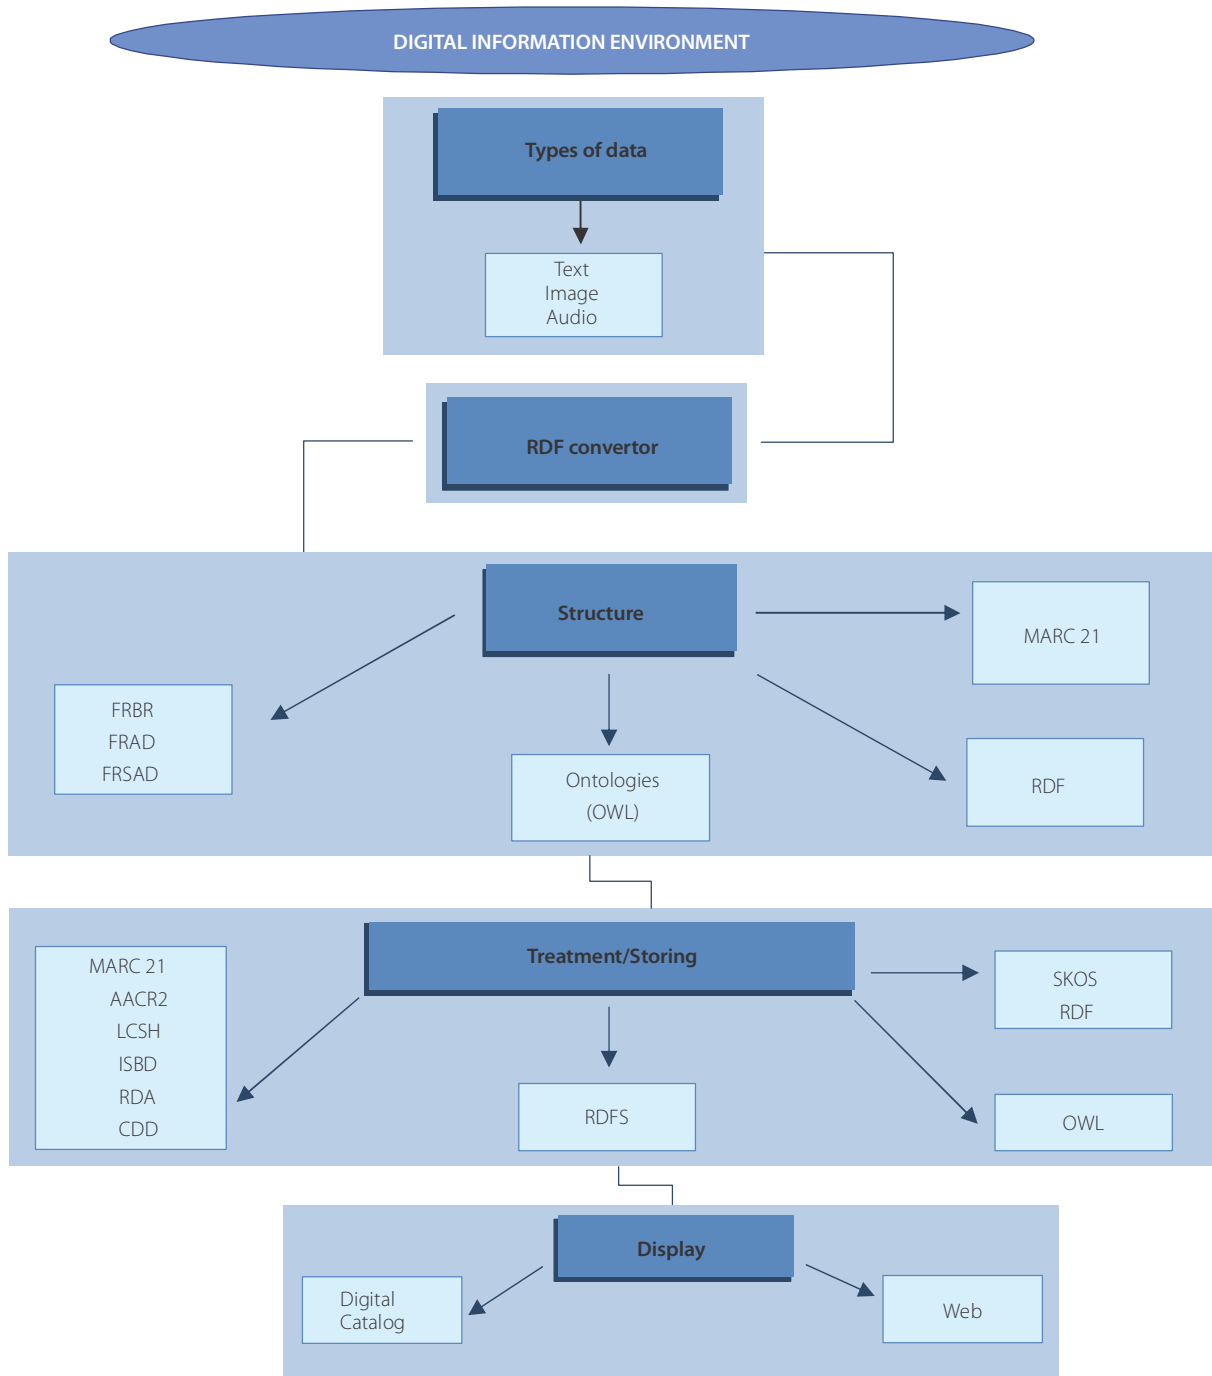 DIGITAL INFORMATION ENVIRONMENT
Types of data
Text
Image
Audio
RDF convertor
Structure
MARC 21
FRBR
FRAD
FRSAD
Ontologies
(OWL)
RDF
Treatment/Storing
MARC 21
AACR2
LCSH
ISBD
RDA
CDD
SKOS
RDF
RDFS
OWL
Display
Digital
Catalog
Web